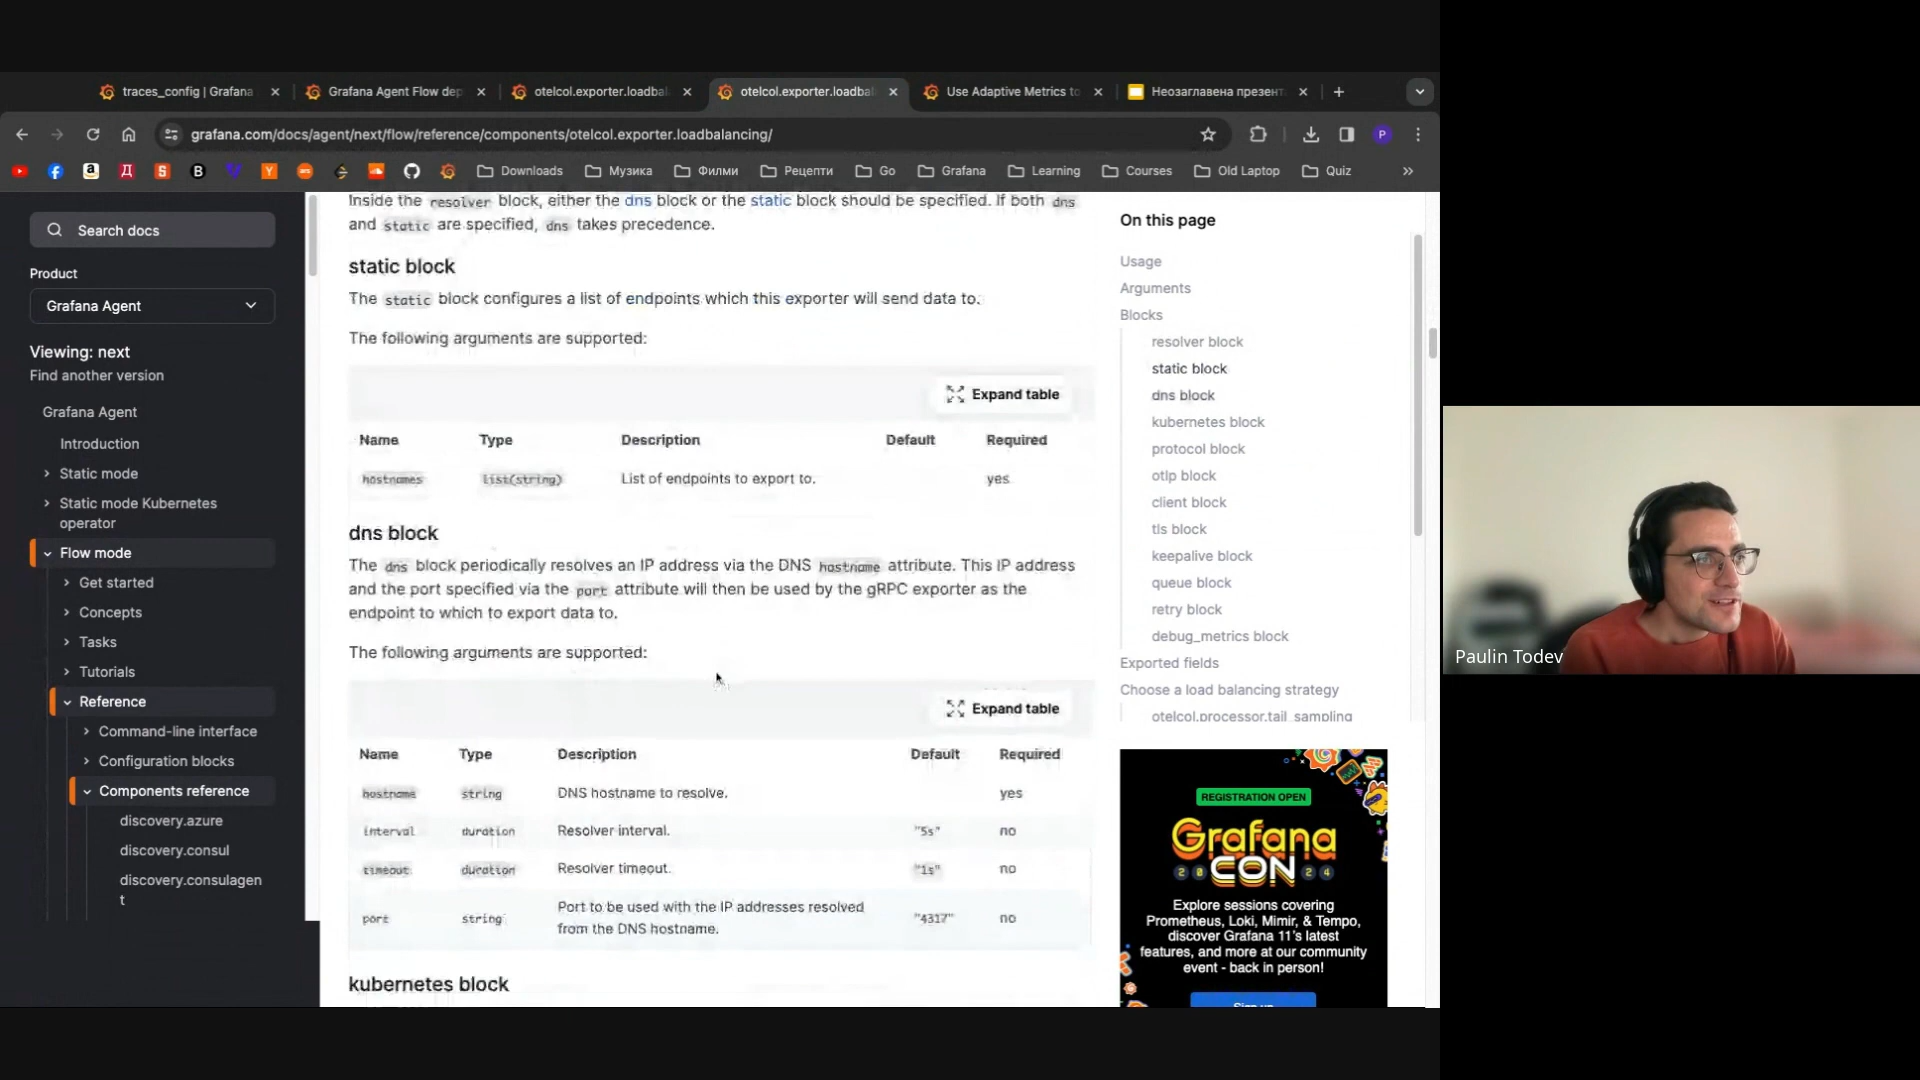 traces_config | Grafana
Grafana Agent Flow dep
otelcol.exporter.loadbal
otelcol.exporter.loadbal
Use Adaptive Metrics to
Неозаглавена презент
grafana.com/docs/agent/next/flow/reference/components/otelcol.exporter.loadbalancing/
P
Downloads
Музика
Филми
Рецепти
Go
Grafana
Learning
Courses
Old Laptop
Quiz
Search docs
Product
Grafana Agent
Viewing: next
Find another version
Grafana Agent
Introduction
Static mode
Static mode Kubernetes
operator
Flow mode
Get started
Concepts
Tasks
Tutorials
Reference
Command-line interface
Configuration blocks
Components reference
discovery.azure
discovery.consul
discovery.consulagen
t
Inside the resolver block, either the dns block or the static block should be specified. If both dns
and static are specified, dns takes precedence.
static block
The static block configures a list of endpoints which this exporter will send data to.
The following arguments are supported:
Expand table
Name Type Description Default Required
hostnames list(string) List of endpoints to export to. yes
dns block
The dns block periodically resolves an IP address via the DNS hostname attribute. This IP address
and the port specified via the port attribute will then be used by the gRPC exporter as the
endpoint to which to export data to.
The following arguments are supported:
Expand table
Name Type Description Default Required
hostname string DNS hostname to resolve. yes
interval duration Resolver interval. "5s" no
timeout duration Resolver timeout. "1s" no
port string Port to be used with the IP addresses resolved
from the DNS hostname. "4317" no
kubernetes block
On this page
Usage
Arguments
Blocks
resolver block
static block
dns block
kubernetes block
protocol block
otlp block
client block
tls block
keepalive block
queue block
retry block
debug_metrics block
Exported fields
Choose a load balancing strategy
otelcol.processor.tail_sampling
REGISTRATION OPEN
Grafana
CON
2024
Explore sessions covering
Prometheus, Loki, Mimir, & Tempo,
discover Grafana 11's latest
features, and more at our community
event - back in person!
Sign up
Paulin Todev